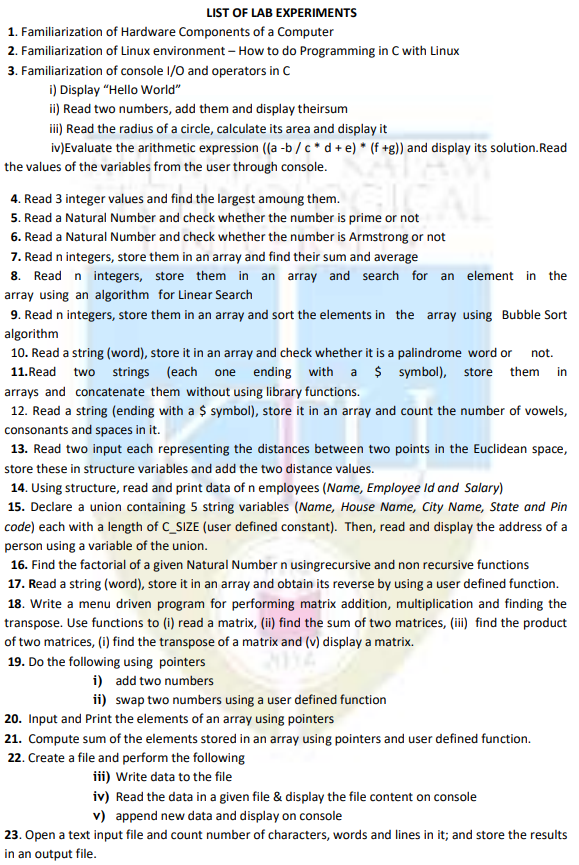 LIST OF LAB EXPERIMENTS
1. Familiarization of Hardware Components of a Computer
2. Familiarization of Linux environment – How to do Programming in C with Linux
3. Familiarization of console I/O and operators in C
i) Display “Hello World”
ii) Read two numbers, add them and display theirsum
iii) Read the radius of a circle, calculate its area and display it
iv)Evaluate the arithmetic expression ((a -b / c * d + e) * (f +g)) and display its solution.Read
the values of the variables from the user through console.
4. Read 3 integer values and find the largest amoung them.
5. Read a Natural Number and check whether the number is prime or not
6. Read a Natural Number and check whether the number is Armstrong or not
7. Read n integers, store them in an array and find their sum and average
8. Read n integers, store them in an array and search for an element in the
array using an algorithm for Linear Search
9. Read n integers, store them in an array and sort the elements in the array using Bubble Sort
algorithm
10. Read a string (word), store it in an array and check whether it is a palindrome word or not.
11.Read two strings (each one ending with a $ symbol), store them in
arrays and concatenate them without using library functions.
12. Read a string (ending with a $ symbol), store it in an array and count the number of vowels,
consonants and spaces in it.
13. Read two input each representing the distances between two points in the Euclidean space,
store these in structure variables and add the two distance values.
14. Using structure, read and print data of n employees (Name, Employee Id and Salary)
15. Declare a union containing 5 string variables (Name, House Name, City Name, State and Pin
code) each with a length of C_SIZE (user defined constant). Then, read and display the address of a
person using a variable of the union.
16. Find the factorial of a given Natural Number n usingrecursive and non recursive functions
17. Read a string (word), store it in an array and obtain its reverse by using a user defined function.
18. Write a menu driven program for performing matrix addition, multiplication and finding the
transpose. Use functions to (i) read a matrix, (ii) find the sum of two matrices, (iii) find the product
of two matrices, (i) find the transpose of a matrix and (v) display a matrix.
19. Do the following using pointers
i) add two numbers
ii) swap two numbers using a user defined function
20. Input and Print the elements of an array using pointers
21. Compute sum of the elements stored in an array using pointers and user defined function.
22. Create a file and perform the following
iii) Write data to the file
iv) Read the data in a given file & display the file content on console
v) append new data and display on console
23. Open a text input file and count number of characters, words and lines in it; and store the results
in an output file.